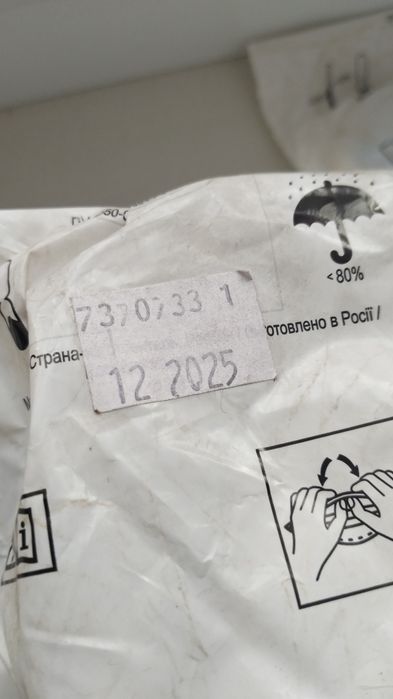 <80%
7370733 1
отовлено в Росії /
Страна-
12 2025
i